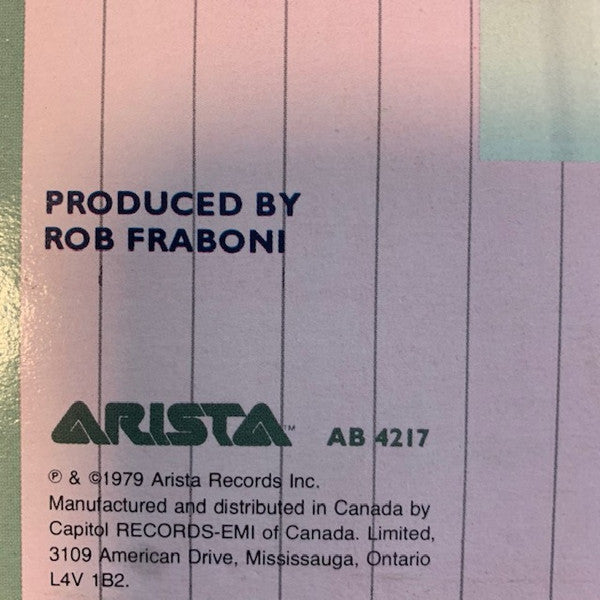 PRODUCED BY
ROB FRABONI
ARISTA™ AB 4217
℗ & ©1979 Arista Records Inc.
Manufactured and distributed in Canada by
Capitol RECORDS-EMI of Canada. Limited,
3109 American Drive, Mississauga, Ontario
L4V 1B2.